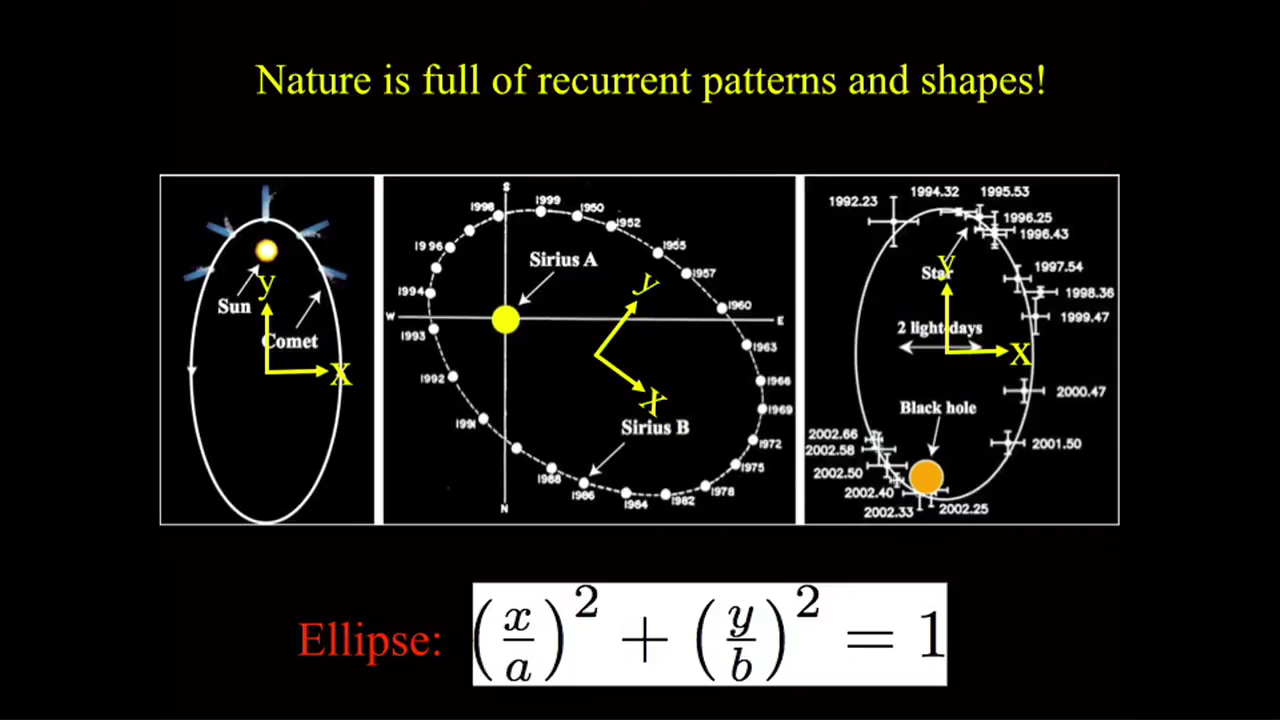 Nature is full of recurrent patterns and shapes!
Sun
y
Comet
X
S
1999
1998
1950
1952
1996
1955
Sirius A
1957
y
1994
1960
W
E
1993
1963
1992
1966
X
1969
1991
Sirius B
1972
1988
1975
1986
1978
1984
1982
N
1994.32
1995.53
1992.23
1996.25
1996.43
Star
y
1997.54
1998.36
1999.47
2 light-days
X
2000.47
Black hole
2002.66
2001.50
2002.58
2002.50
2002.40
2002.33
2002.25
Ellipse: (x/a)² + (y/b)² = 1